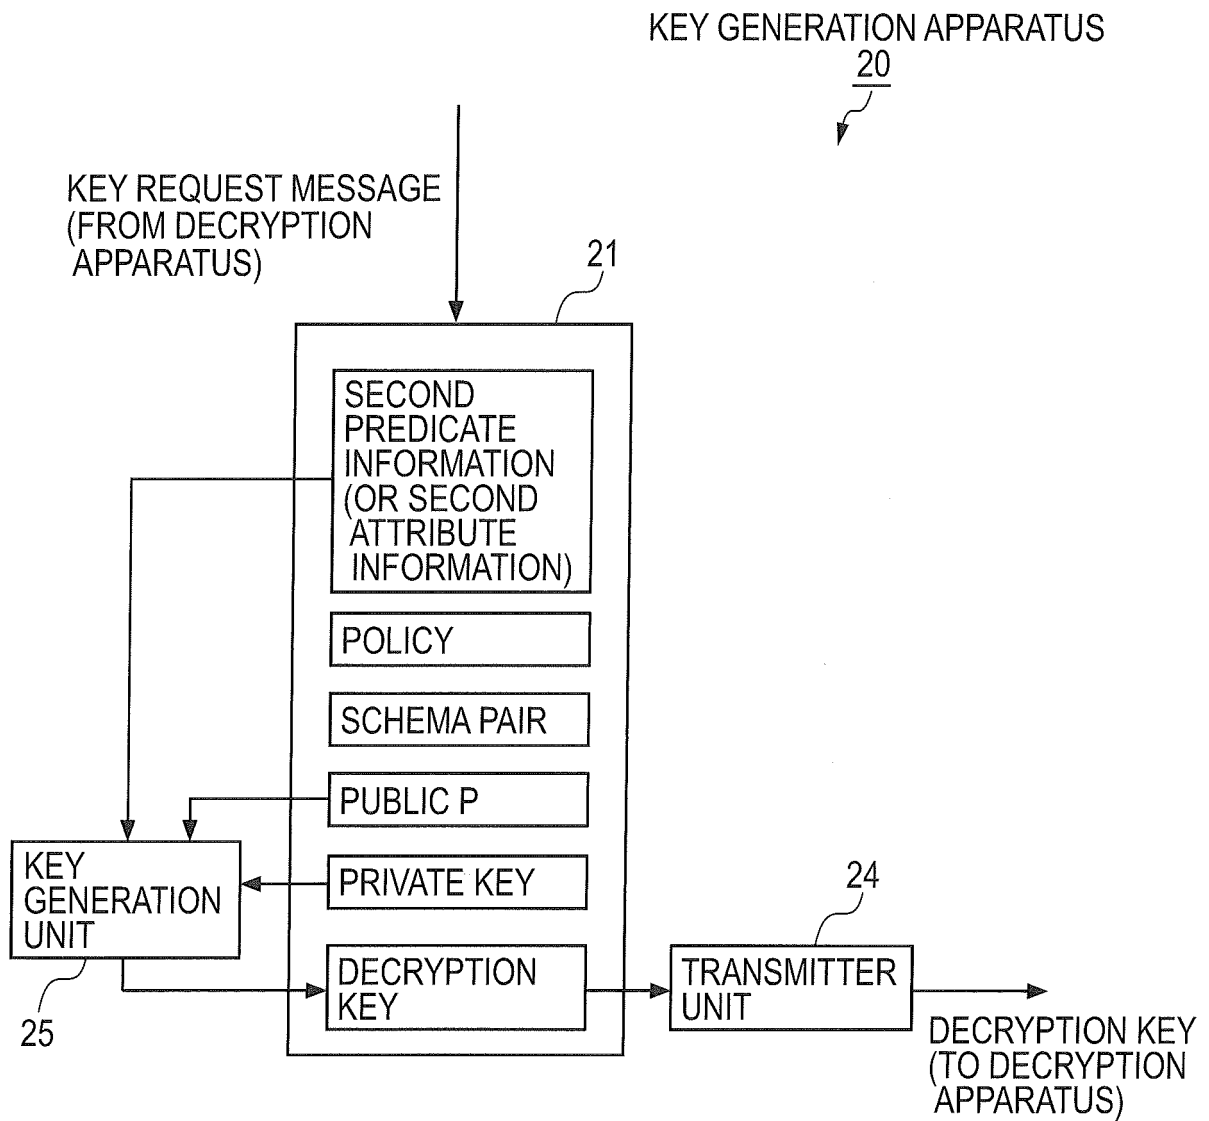 KEY GENERATION APPARATUS
20
KEY REQUEST MESSAGE
(FROM DECRYPTION
APPARATUS)
21
SECOND
PREDICATE
INFORMATION
(OR SECOND
ATTRIBUTE
INFORMATION)
POLICY
SCHEMA PAIR
PUBLIC P
PRIVATE KEY
KEY
GENERATION
UNIT
25
DECRYPTION
KEY
24
TRANSMITTER
UNIT
DECRYPTION KEY
(TO DECRYPTION
APPARATUS)